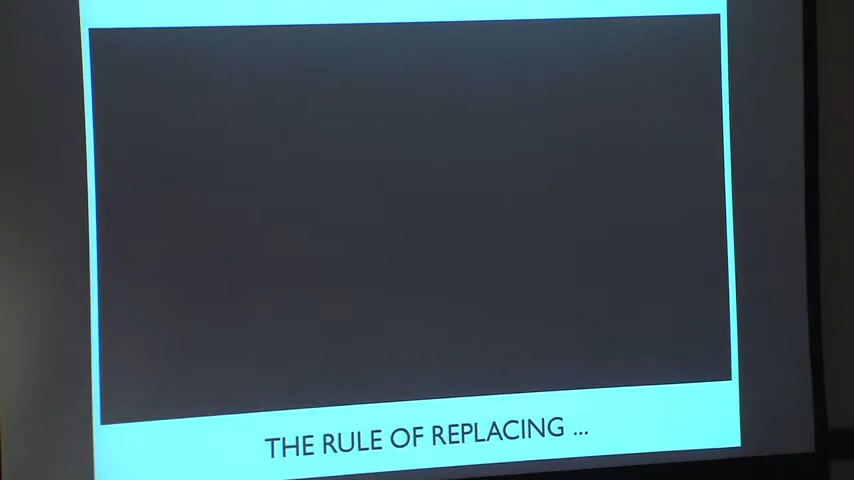 THE RULE OF REPLACING ...